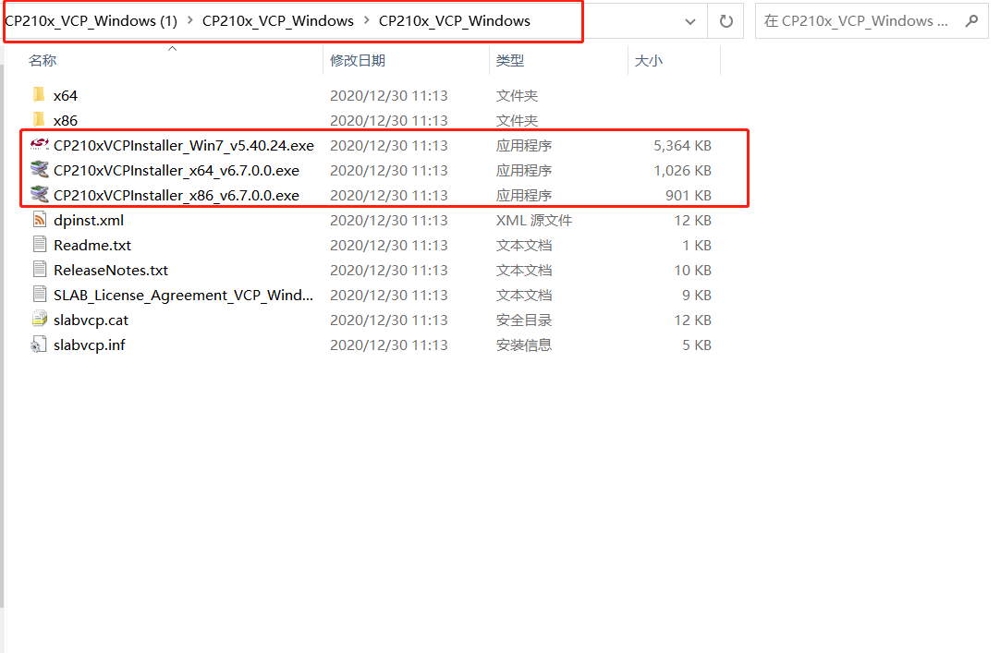 CP210x_VCP_Windows (1) > CP210x_VCP_Windows > CP210x_VCP_Windows 在 CP210x_VCP_Windows ...
名称 修改日期 类型 大小
x64 2020/12/30 11:13 文件夹
x86 2020/12/30 11:13 文件夹
CP210xVCPInstaller_Win7_v5.40.24.exe 2020/12/30 11:13 应用程序 5,364 KB
CP210xVCPInstaller_x64_v6.7.0.0.exe 2020/12/30 11:13 应用程序 1,026 KB
CP210xVCPInstaller_x86_v6.7.0.0.exe 2020/12/30 11:13 应用程序 901 KB
dpinst.xml 2020/12/30 11:13 XML 源文件 12 KB
Readme.txt 2020/12/30 11:13 文本文档 1 KB
ReleaseNotes.txt 2020/12/30 11:13 文本文档 10 KB
SLAB_License_Agreement_VCP_Wind... 2020/12/30 11:13 文本文档 9 KB
slabvcp.cat 2020/12/30 11:13 安全目录 12 KB
slabvcp.inf 2020/12/30 11:13 安装信息 5 KB